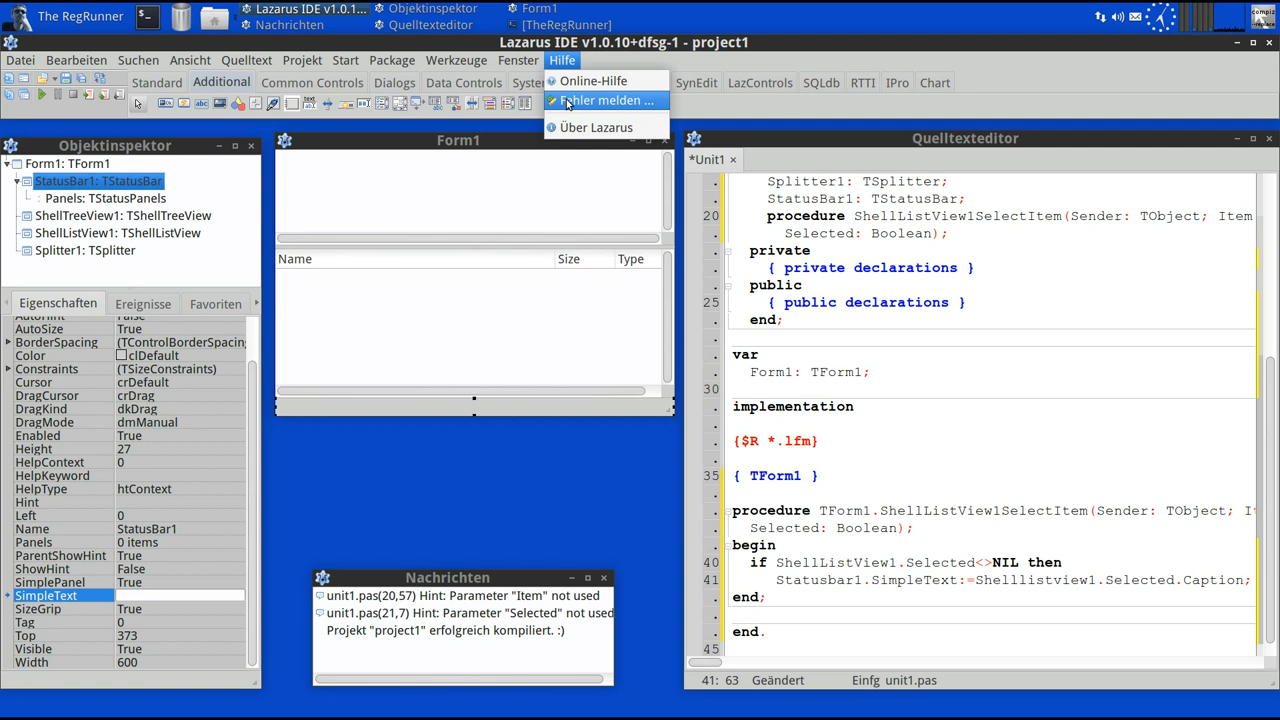 The RegRunner
Lazarus IDE v1.0.1...
Nachrichten
Objektinspektor
Quelltexteditor
Form1
[TheRegRunner]
Lazarus IDE v1.0.10+dfsg-1 - project1
Datei Bearbeiten Suchen Ansicht Quelltext Projekt Start Package Werkzeuge Fenster Hilfe
Standard Additional Common Controls Dialogs Data Controls SynEdit LazControls SQLdb RTTI IPro Chart
Online-Hilfe
Fehler melden ...
Über Lazarus
Objektinspektor
Form1: TForm1
StatusBar1: TStatusBar
Panels: TStatusPanels
ShellTreeView1: TShellTreeView
ShellListView1: TShellListView
Splitter1: TSplitter
Eigenschaften Ereignisse Favoriten
AutoHint False
AutoSize True
BorderSpacing (TControlBorderSpacin
Color clDefault
Constraints (TSizeConstraints)
Cursor crDefault
DragCursor crDrag
DragKind dkDrag
DragMode dmManual
Enabled True
Height 27
HelpContext 0
HelpKeyword
HelpType htContext
Hint
Left 0
Name StatusBar1
Panels 0 items
ParentShowHint True
ShowHint False
SimplePanel True
SimpleText
SizeGrip True
Tag 0
Top 373
Visible True
Width 600
Form1
Name Size Type
Nachrichten
unit1.pas(20,57) Hint: Parameter "Item" not used
unit1.pas(21,7) Hint: Parameter "Selected" not used
Projekt "project1" erfolgreich kompiliert. :)
Quelltexteditor
*Unit1
Splitter1: TSplitter;
StatusBar1: TStatusBar;
20 procedure ShellListView1SelectItem(Sender: TObject; Item
Selected: Boolean);
private
{ private declarations }
public
25 { public declarations }
end;
var
Form1: TForm1;
30
implementation
{$R *.lfm}
35 { TForm1 }
procedure TForm1.ShellListView1SelectItem(Sender: TObject; It
Selected: Boolean);
begin
40 if ShellListView1.Selected<>NIL then
41 Statusbar1.SimpleText:=Shelllistview1.Selected.Caption;
end;
end.
45
41: 63 Geändert Einfg unit1.pas